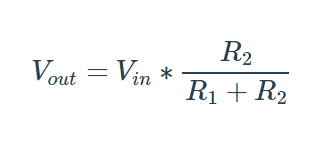 V_out = V_in * R_2 / (R_1 + R_2)